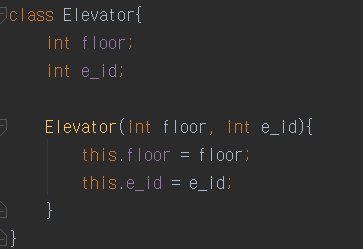 class Elevator{
    int floor;
    int e_id;

    Elevator(int floor, int e_id){
        this.floor = floor;
        this.e_id = e_id;
    }
}